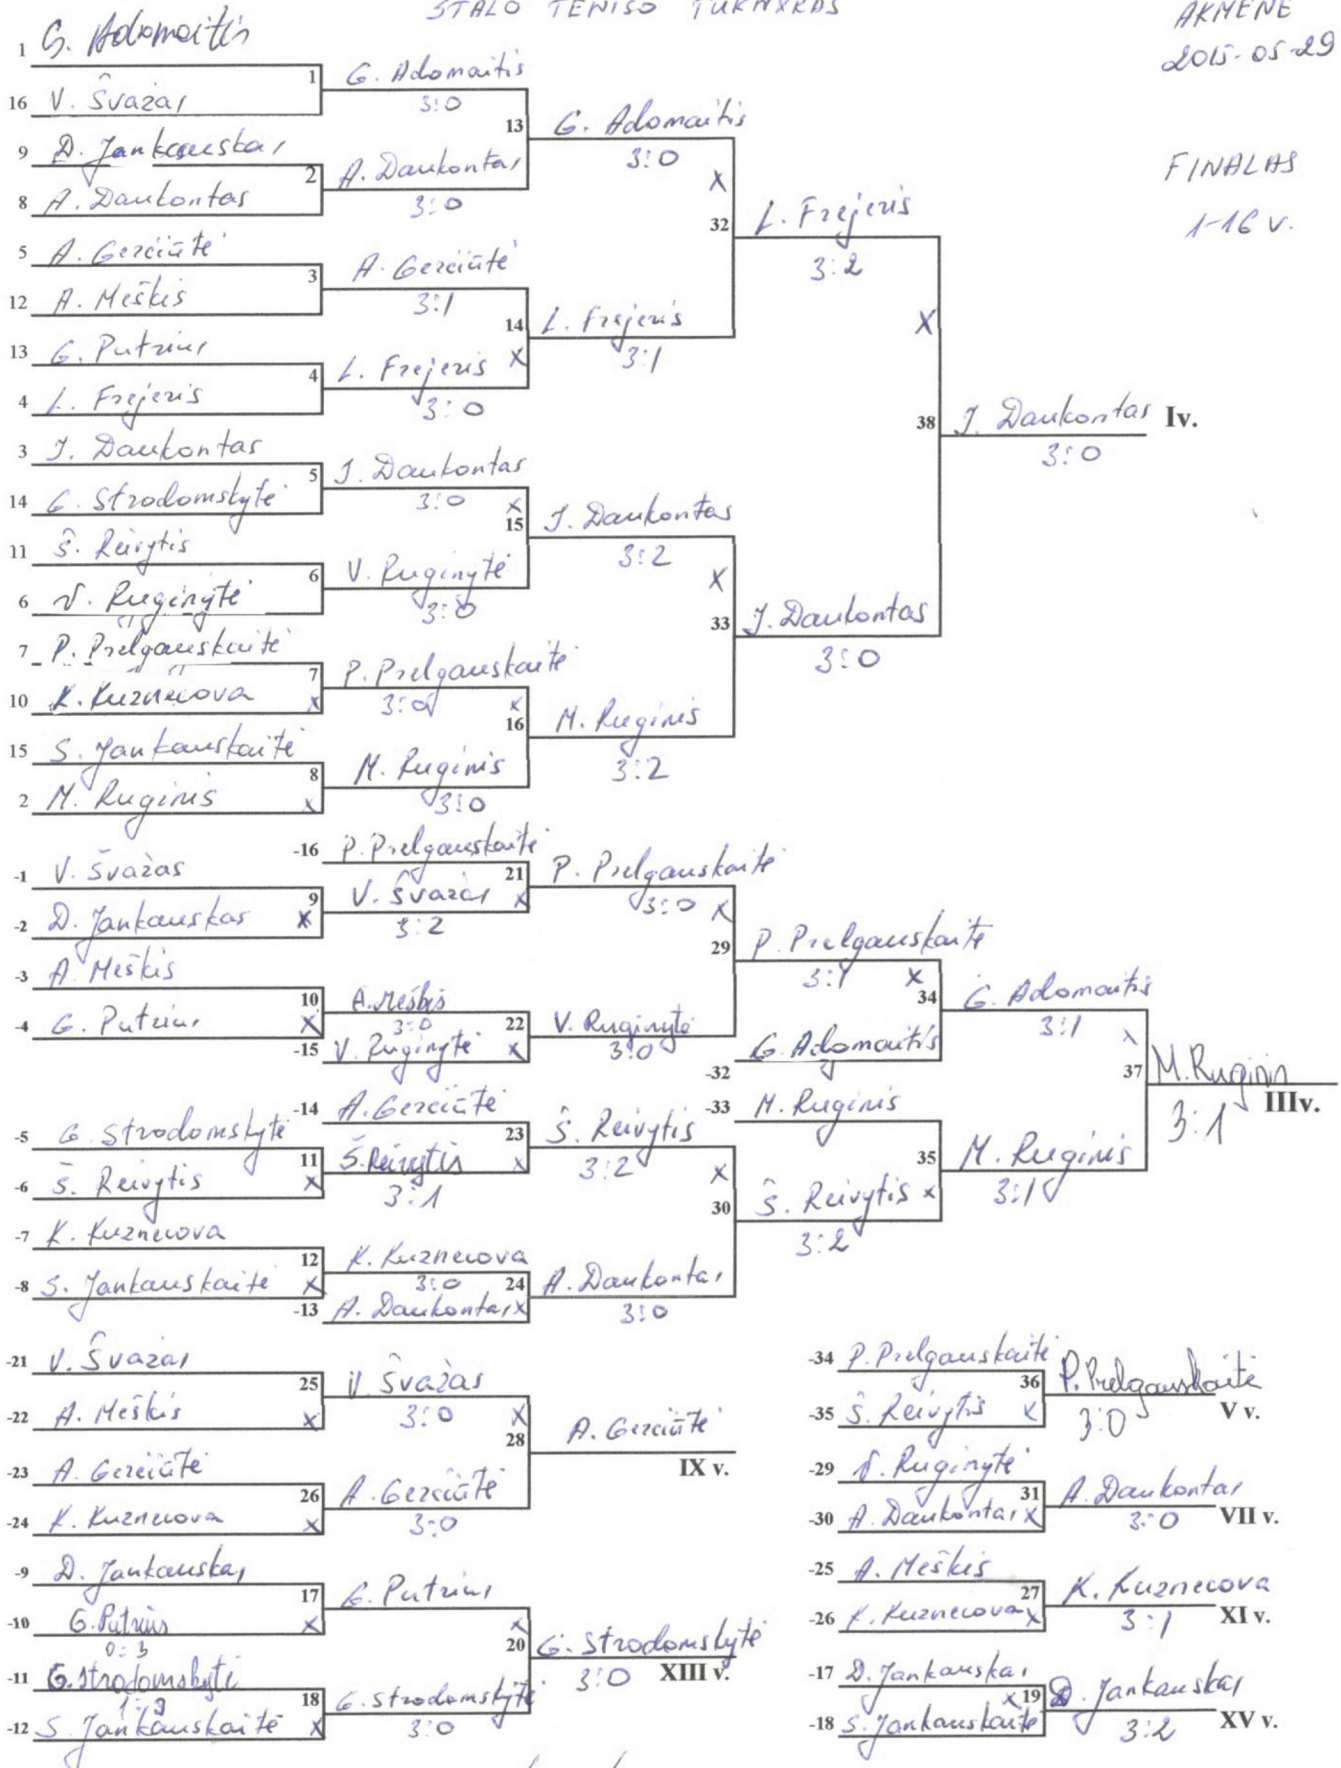 STALO TENISO TURNYRAS
AKMENĖ
2015-05-29
FINALAS
1-16 v.
1 G. Adomaitis
16 V. Švažas
1 G. Adomaitis
3:0
9 D. Jankauskas
8 A. Daukontas
2 A. Daukontas
3:0
13 G. Adomaitis
3:0
5 A. Gerčiūtė
12 A. Meškis
3 A. Gerčiūtė
3:1
13 G. Putrius
4 L. Frejeris
4 L. Frejeris
3:0
14 x L. Frejeris
3:1
x 32 L. Frejeris
3:2
3 J. Daukontas
14 G. Strodomskytė
5 J. Daukontas
3:0
11 Š. Reivytis
6 V. Ruginytė
6 V. Ruginytė
3:0
x 15 J. Daukontas
3:2
7 P. Prelgauskaitė
10 K. Kuznecova
7 x P. Prelgauskaitė
3:0
15 S. Jankauskaitė
2 M. Ruginis
8 x M. Ruginis
3:0
x 16 M. Ruginis
3:2
x 33 J. Daukontas
3:0
x 38 J. Daukontas Iv.
3:0
-1 V. Švažas
-2 D. Jankauskas
-16 P. Prelgauskaitė
9 x V. Švažas
3:2
21 x P. Prelgauskaitė
3:0
-3 A. Meškis
-4 G. Putrius
10 x A. Meškis
3:0
-15 V. Ruginytė
22 x V. Ruginytė
3:0
x 29 P. Prelgauskaitė
3:1
-32 G. Adomaitis
x 34 G. Adomaitis
3:1
-5 G. Strodomskytė
-6 Š. Reivytis
-14 A. Gerčiūtė
11 x Š. Reivytis
3:1
23 x Š. Reivytis
3:2
-7 K. Kuznecova
-8 S. Jankauskaitė
12 x K. Kuznecova
3:0
-13 A. Daukontas
24 x A. Daukontas
3:0
-33 M. Ruginis
x 30 Š. Reivytis
3:2
35 x M. Ruginis
3:1
x 37 M. Ruginis
3:1 IIIv.
-21 V. Švažas
-22 A. Meškis
25 x V. Švažas
3:0
-23 A. Gerčiūtė
-24 K. Kuznecova
26 x A. Gerčiūtė
3:0
x 28 A. Gerčiūtė
IX v.
-9 D. Jankauskas
-10 G. Putrius
0:3
17 x G. Putrius
-11 G. Strodomskytė
1:3
-12 S. Jankauskaitė
18 x G. Strodomskytė
3:0
x 20 G. Strodomskytė
3:0 XIII v.
-34 P. Prelgauskaitė
-35 Š. Reivytis
36 x P. Prelgauskaitė
3:0 V v.
-29 V. Ruginytė
-30 A. Daukontas
31 x A. Daukontas
3:0 VII v.
-25 A. Meškis
-26 K. Kuznecova
27 x K. Kuznecova
3:1 XI v.
-17 D. Jankauskas
-18 S. Jankauskaitė
x 19 D. Jankauskas
3:2 XV v.